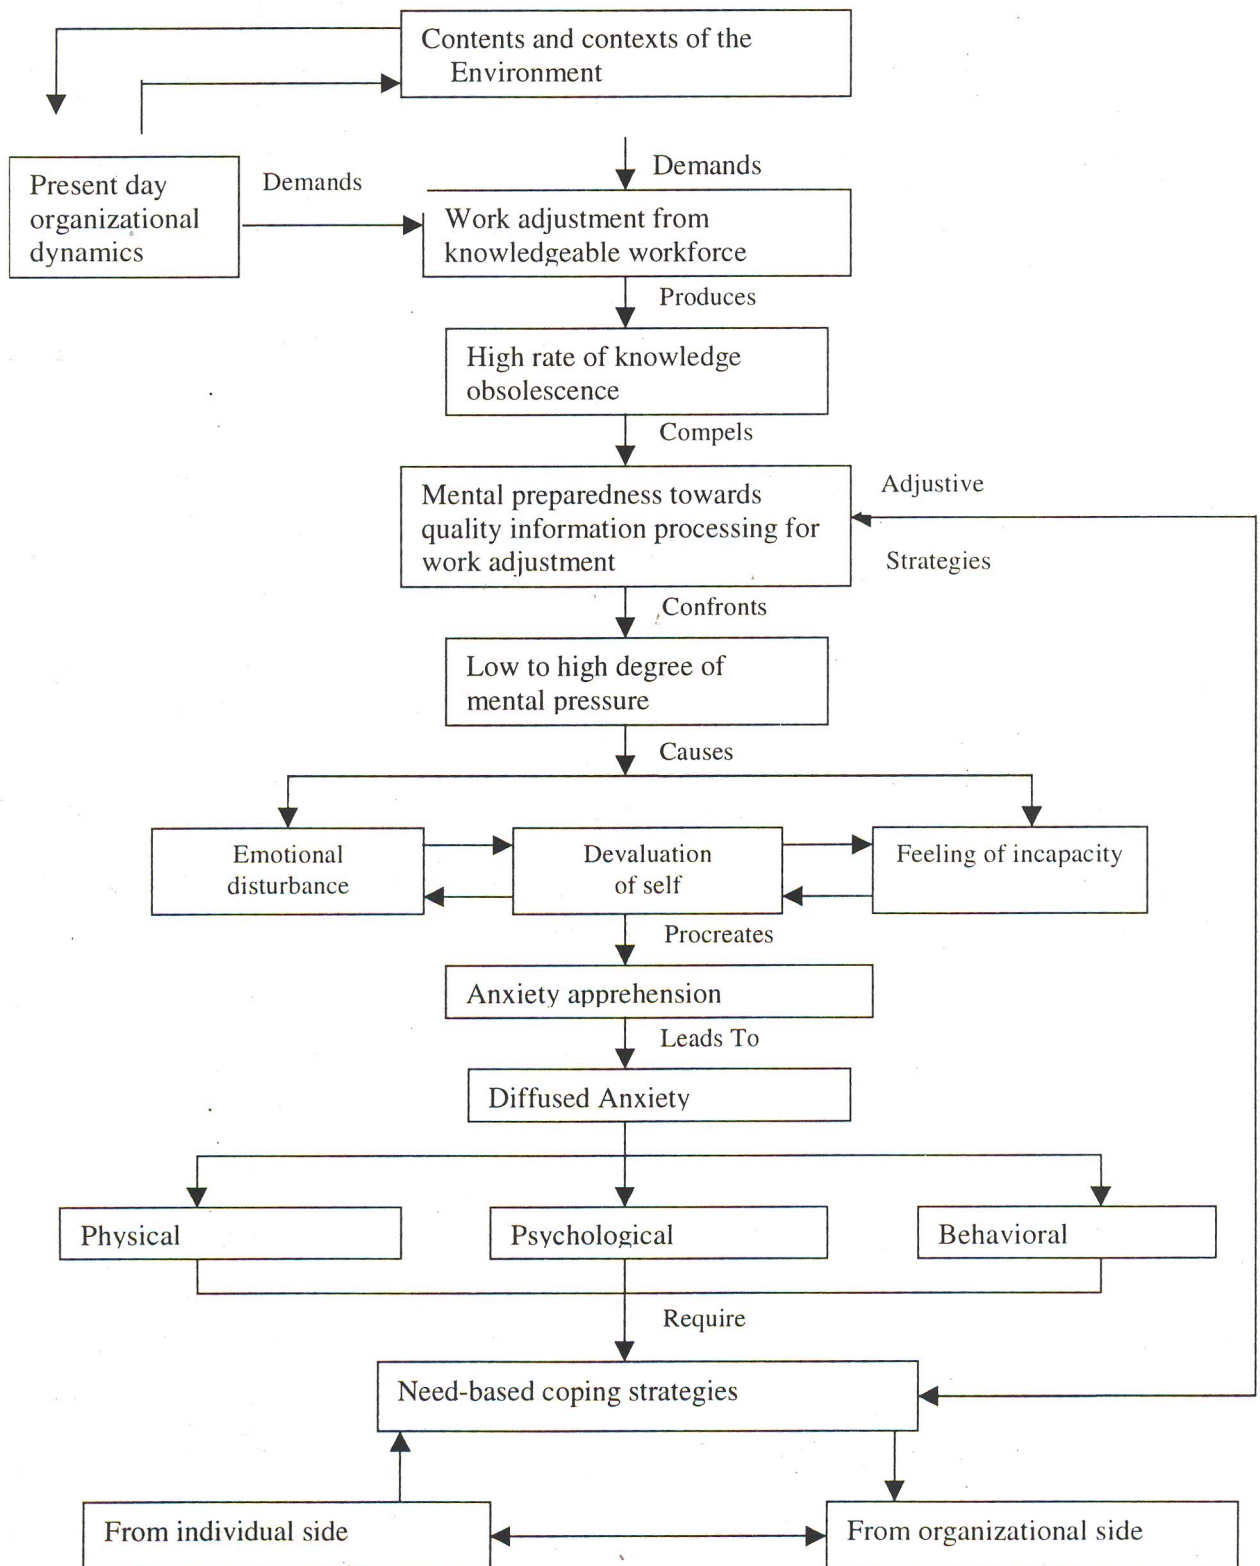 Contents and contexts of the
Environment
Demands
Present day
organizational
dynamics
Demands
Work adjustment from
knowledgeable workforce
Produces
High rate of knowledge
obsolescence
Compels
Mental preparedness towards
quality information processing for
work adjustment
Adjustive
Strategies
Confronts
Low to high degree of
mental pressure
Causes
Emotional
disturbance
Devaluation
of self
Feeling of incapacity
Procreates
Anxiety apprehension
Leads To
Diffused Anxiety
Physical
Psychological
Behavioral
Require
Need-based coping strategies
From individual side
From organizational side